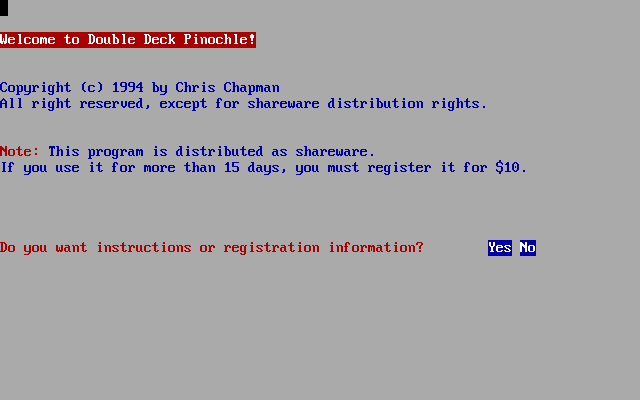 Welcome to Double Deck Pinochle!
Copyright (c) 1994 by Chris Chapman
All right reserved, except for shareware distribution rights.
Note: This program is distributed as shareware.
If you use it for more than 15 days, you must register it for $10.
Do you want instructions or registration information? Yes No